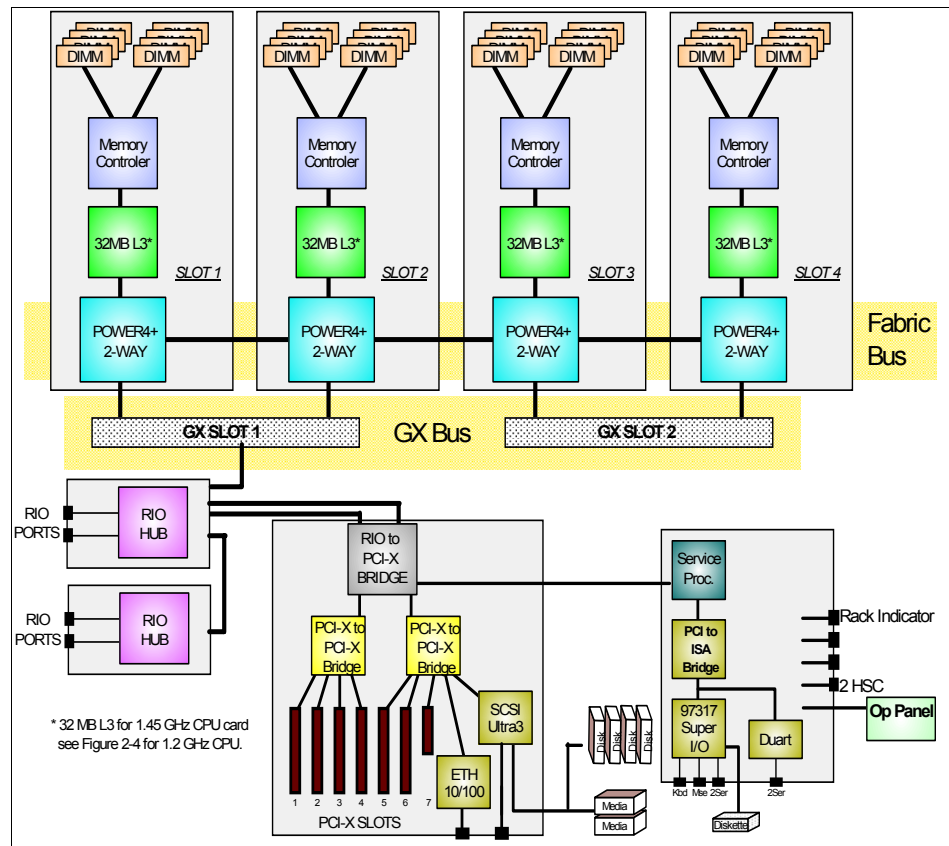 DIMM DIMM DIMM DIMM DIMM DIMM DIMM DIMM
Memory Controler
Memory Controler
Memory Controler
Memory Controler
32MB L3* 32MB L3* 32MB L3* 32MB L3*
SLOT 1 SLOT 2 SLOT 3 SLOT 4
POWER4+ 2-WAY
POWER4+ 2-WAY
POWER4+ 2-WAY
POWER4+ 2-WAY
Fabric
Bus
GX SLOT 1 GX Bus GX SLOT 2
RIO
PORTS
RIO
HUB
RIO
PORTS
RIO
HUB
RIO to
PCI-X
BRIDGE
PCI-X to
PCI-X
Bridge
PCI-X to
PCI-X
Bridge
SCSI
Ultra3
ETH
10/100
1 2 3 4 5 6 7
PCI-X SLOTS
Disk Disk Disk Disk
Media
Media
Service
Proc.
PCI to
ISA
Bridge
97317
Super
I/O
Duart
Kbd Mse 2Ser 2Ser
Diskette
Rack Indicator
2 HSC
Op Panel
* 32 MB L3 for 1.45 GHz CPU card
see Figure 2-4 for 1.2 GHz CPU.